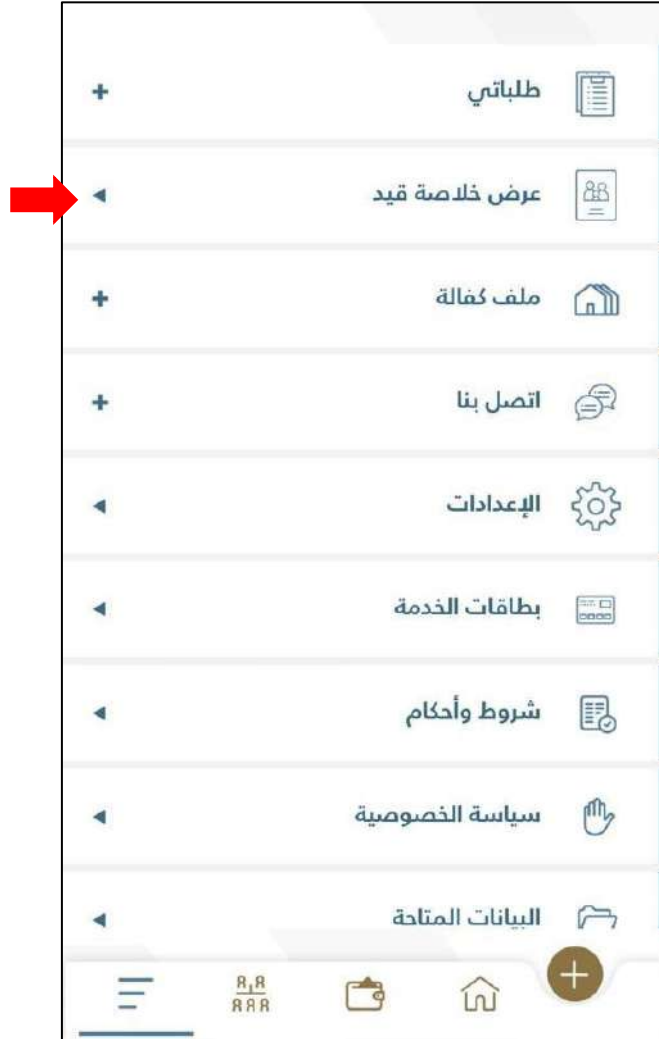 طلباتي
عرض خلاصة قيد
ملف كفالة
اتصل بنا
الإعدادات
بطاقات الخدمة
شروط وأحكام
سياسة الخصوصية
البيانات المتاحة